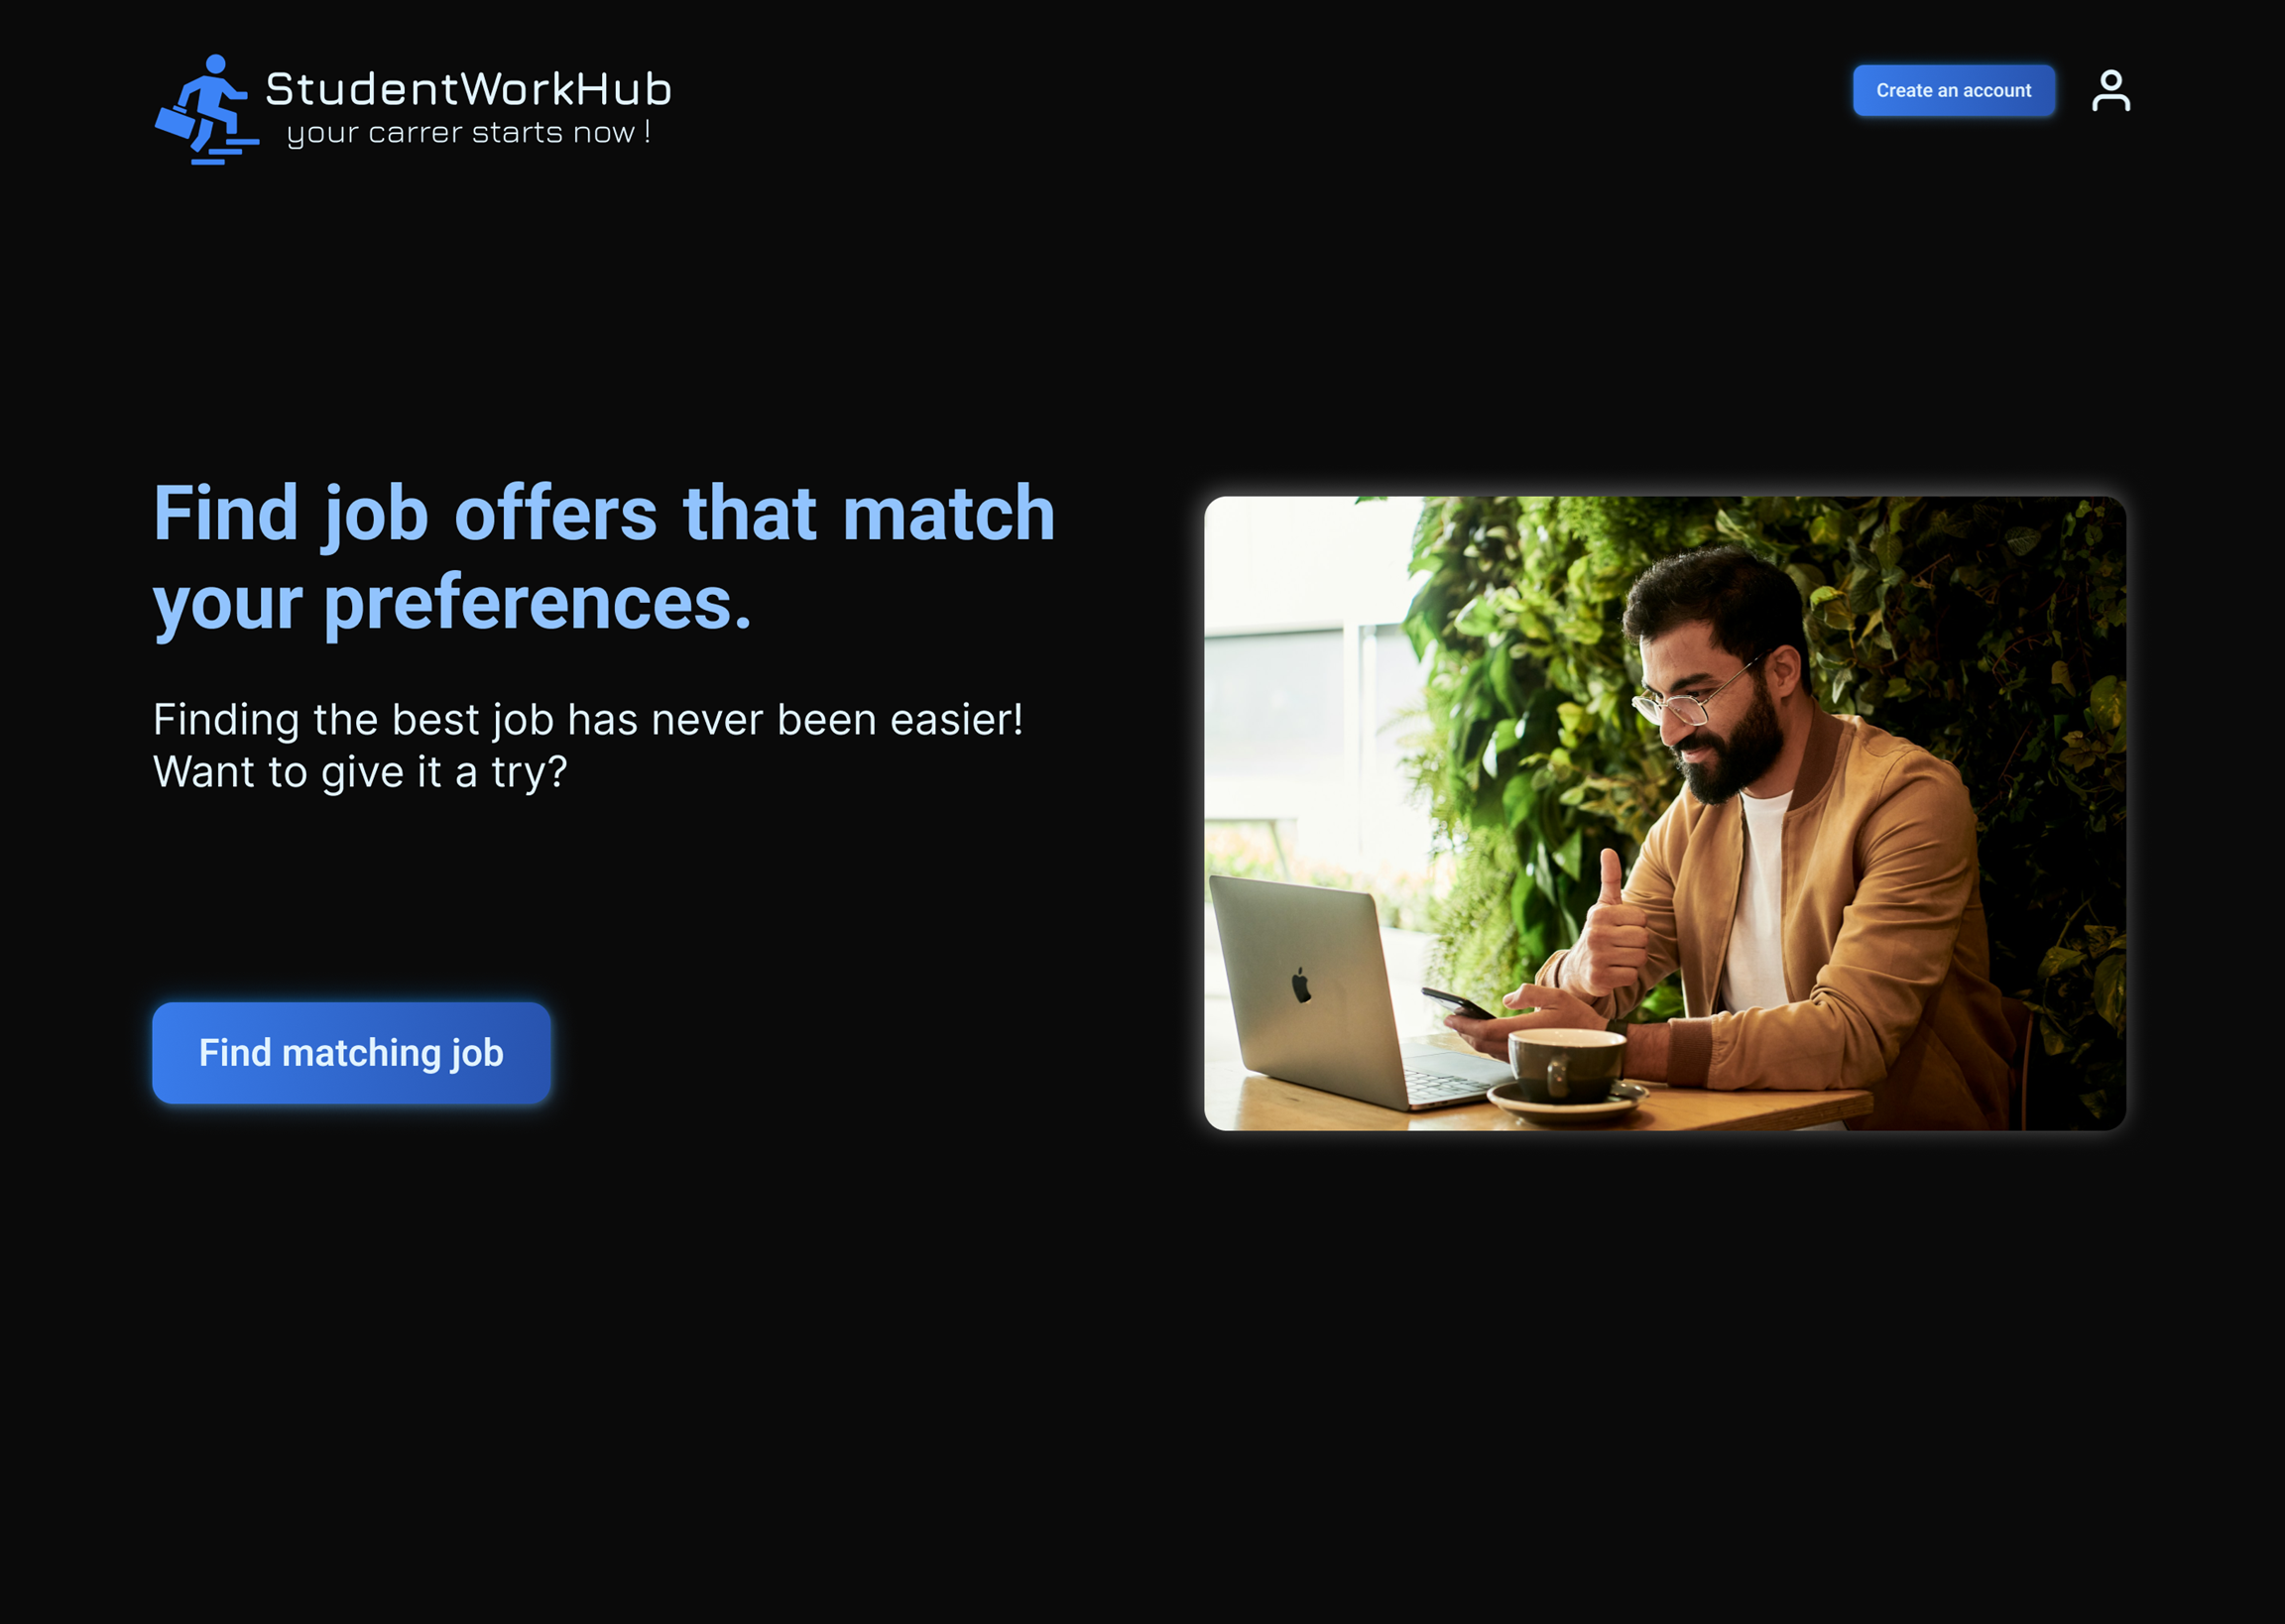 StudentWorkHub
your carrer starts now !
Create an account
Find job offers that match
your preferences.
Finding the best job has never been easier!
Want to give it a try?
Find matching job